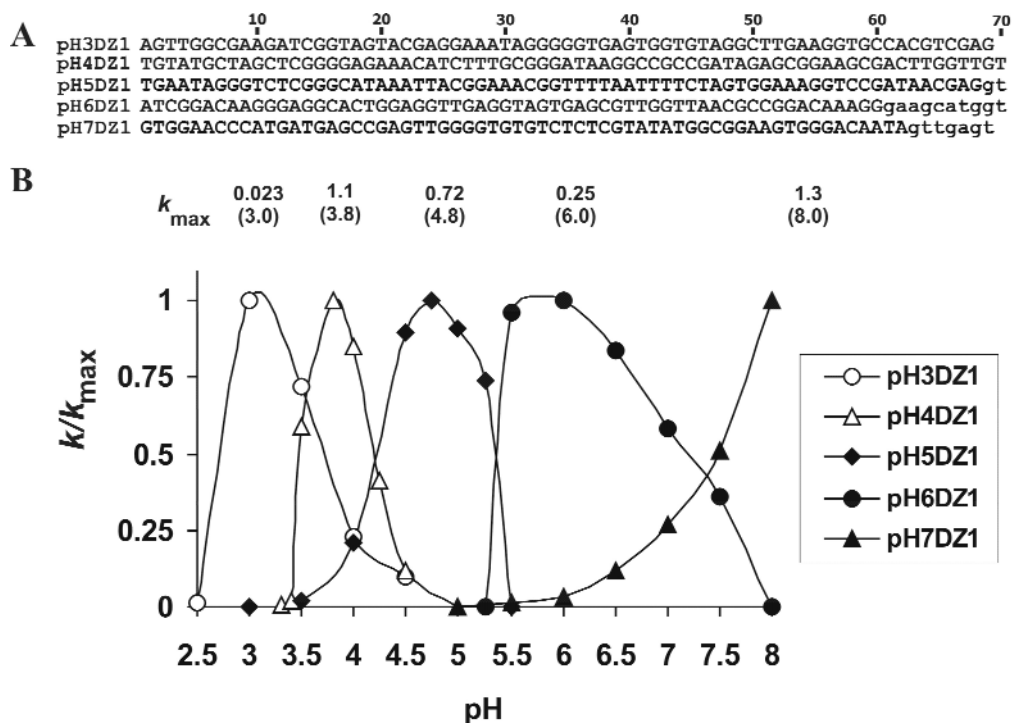 A
10 20 30 40 50 60 70
pH3DZ1 AGTTGGCGAAGATCGGTAGTACGAGGAAATAGGGGGTGAGTGGTGTAGGCTTGAAGGTGCCACGTCGAG
pH4DZ1 TGTATGCTAGCTCGGGGAGAAACATCTTTGCGGGATAAGGCCGCCGATAGAGCGGAAGCGACTTGGTTGT
pH5DZ1 TGAATAGGGTCTCGGGCATAAATTACGGAAACGGTTTTAATTTTCTAGTGGAAAGGTCCGATAACGAGgt
pH6DZ1 ATCGGACAAGGGAGGCACTGGAGGTTGAGGTAGTGAGCGTTGGTTAACGCCGGACAAAGGgaagcatggt
pH7DZ1 GTGGAACCCATGATGAGCCGAGTTGGGGTGTGTCTCTCGTATATGGCGGAAGTGGGACAATAgttgagt
B
kmax
0.023 1.1 0.72 0.25 1.3
(3.0) (3.8) (4.8) (6.0) (8.0)
1
0.75
0.5
0.25
0
k/kmax
2.5 3 3.5 4 4.5 5 5.5 6 6.5 7 7.5 8
pH
pH3DZ1
pH4DZ1
pH5DZ1
pH6DZ1
pH7DZ1